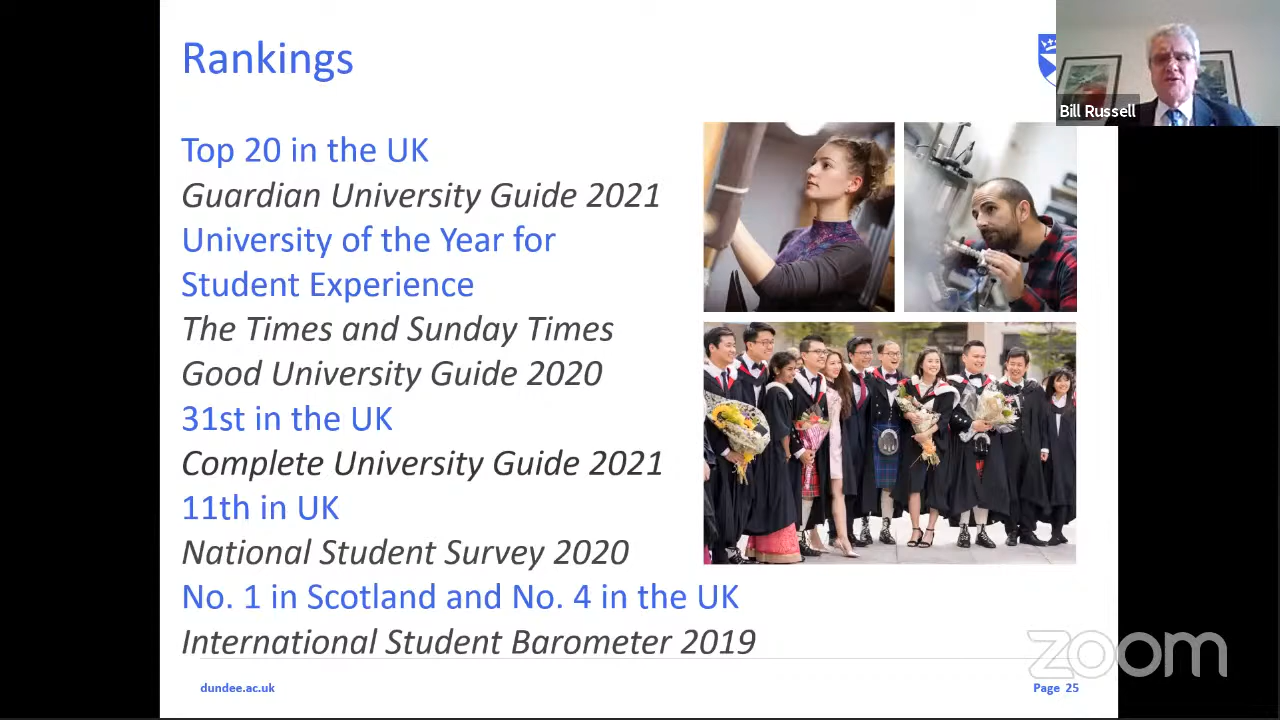 Rankings
Bill Russell
Top 20 in the UK
Guardian University Guide 2021
University of the Year for
Student Experience
The Times and Sunday Times
Good University Guide 2020
31st in the UK
Complete University Guide 2021
11th in UK
National Student Survey 2020
No. 1 in Scotland and No. 4 in the UK
International Student Barometer 2019
zoom
dundee.ac.uk
Page 25